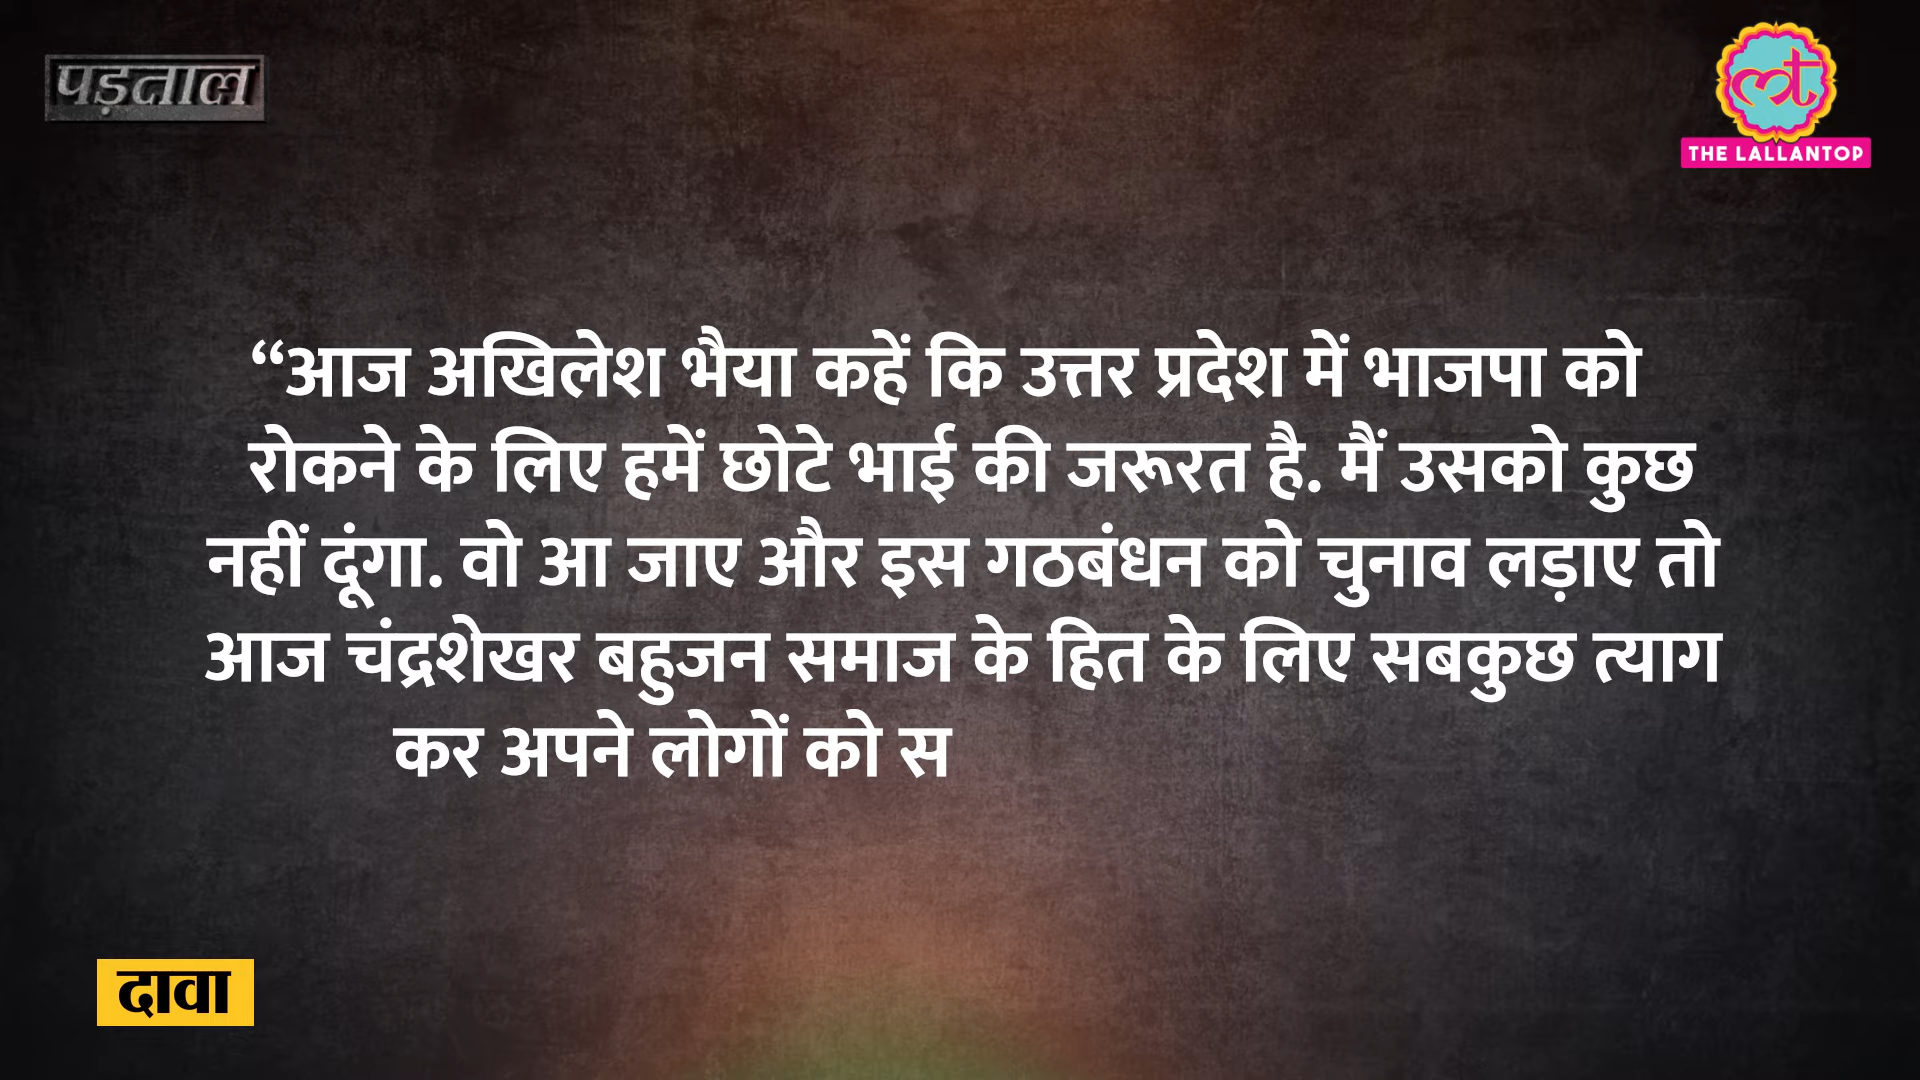 पड़ताल
THE LALLANTOP
“आज अखिलेश भैया कहें कि उत्तर प्रदेश में भाजपा को
रोकने के लिए हमें छोटे भाई की जरूरत है. मैं उसको कुछ
नहीं दूंगा. वो आ जाए और इस गठबंधन को चुनाव लड़ाए तो
आज चंद्रशेखर बहुजन समाज के हित के लिए सबकुछ त्याग
कर अपने लोगों को स
दावा